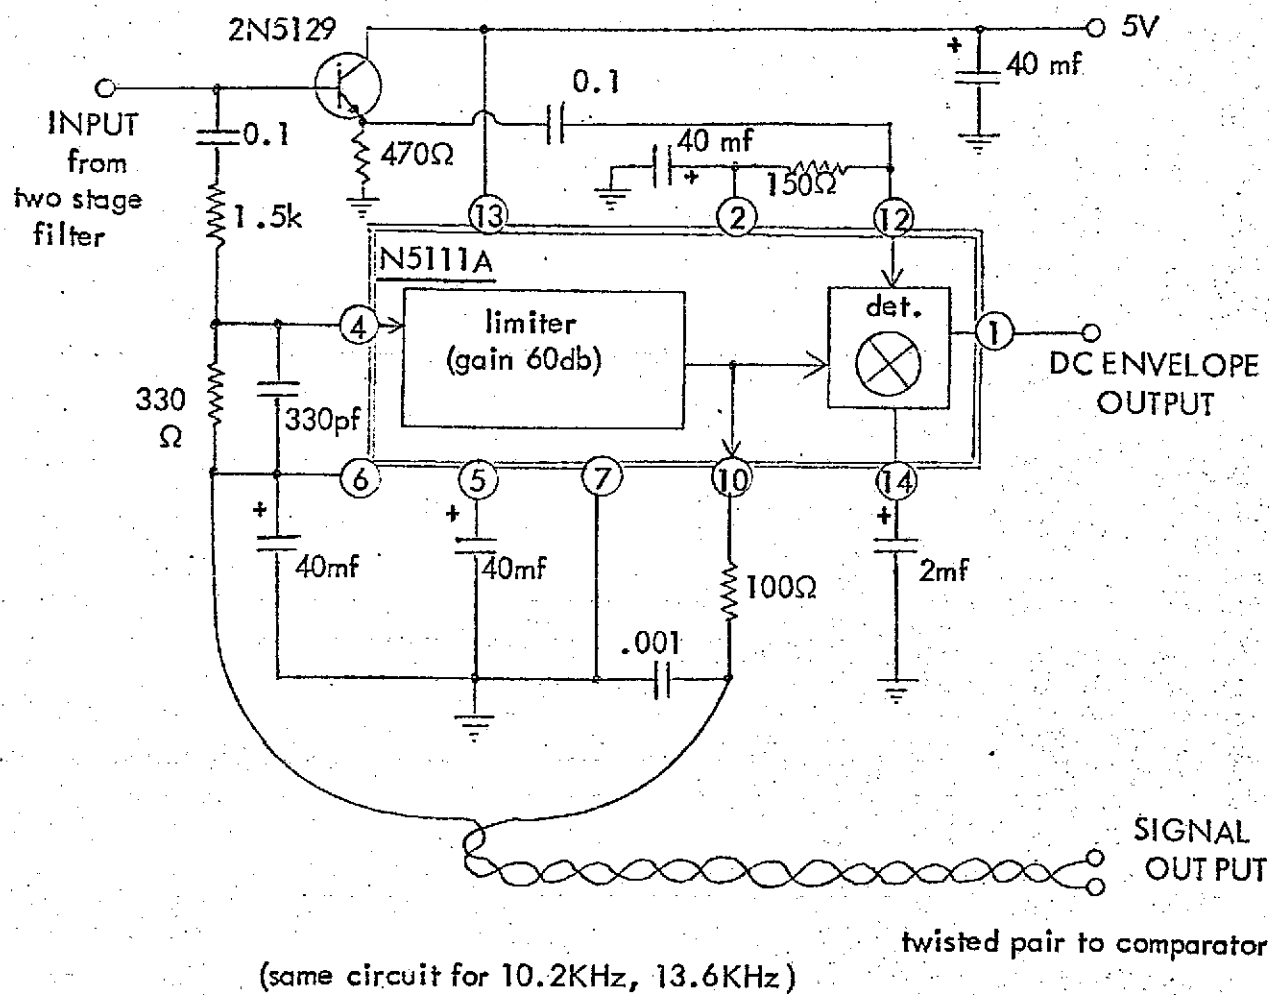 2N5129
5V
+
40 mf
0.1
INPUT
from
two stage
filter
0.1
470Ω
40 mf
+
150Ω
1.5k
13
2
12
N5111A
4
limiter
(gain 60db)
det.
1
DC ENVELOPE
OUTPUT
330
Ω
330pf
6
5
7
10
14
+
40mf
+
40mf
100Ω
+
2mf
.001
SIGNAL
OUTPUT
twisted pair to comparator
(same circuit for 10.2KHz, 13.6KHz)